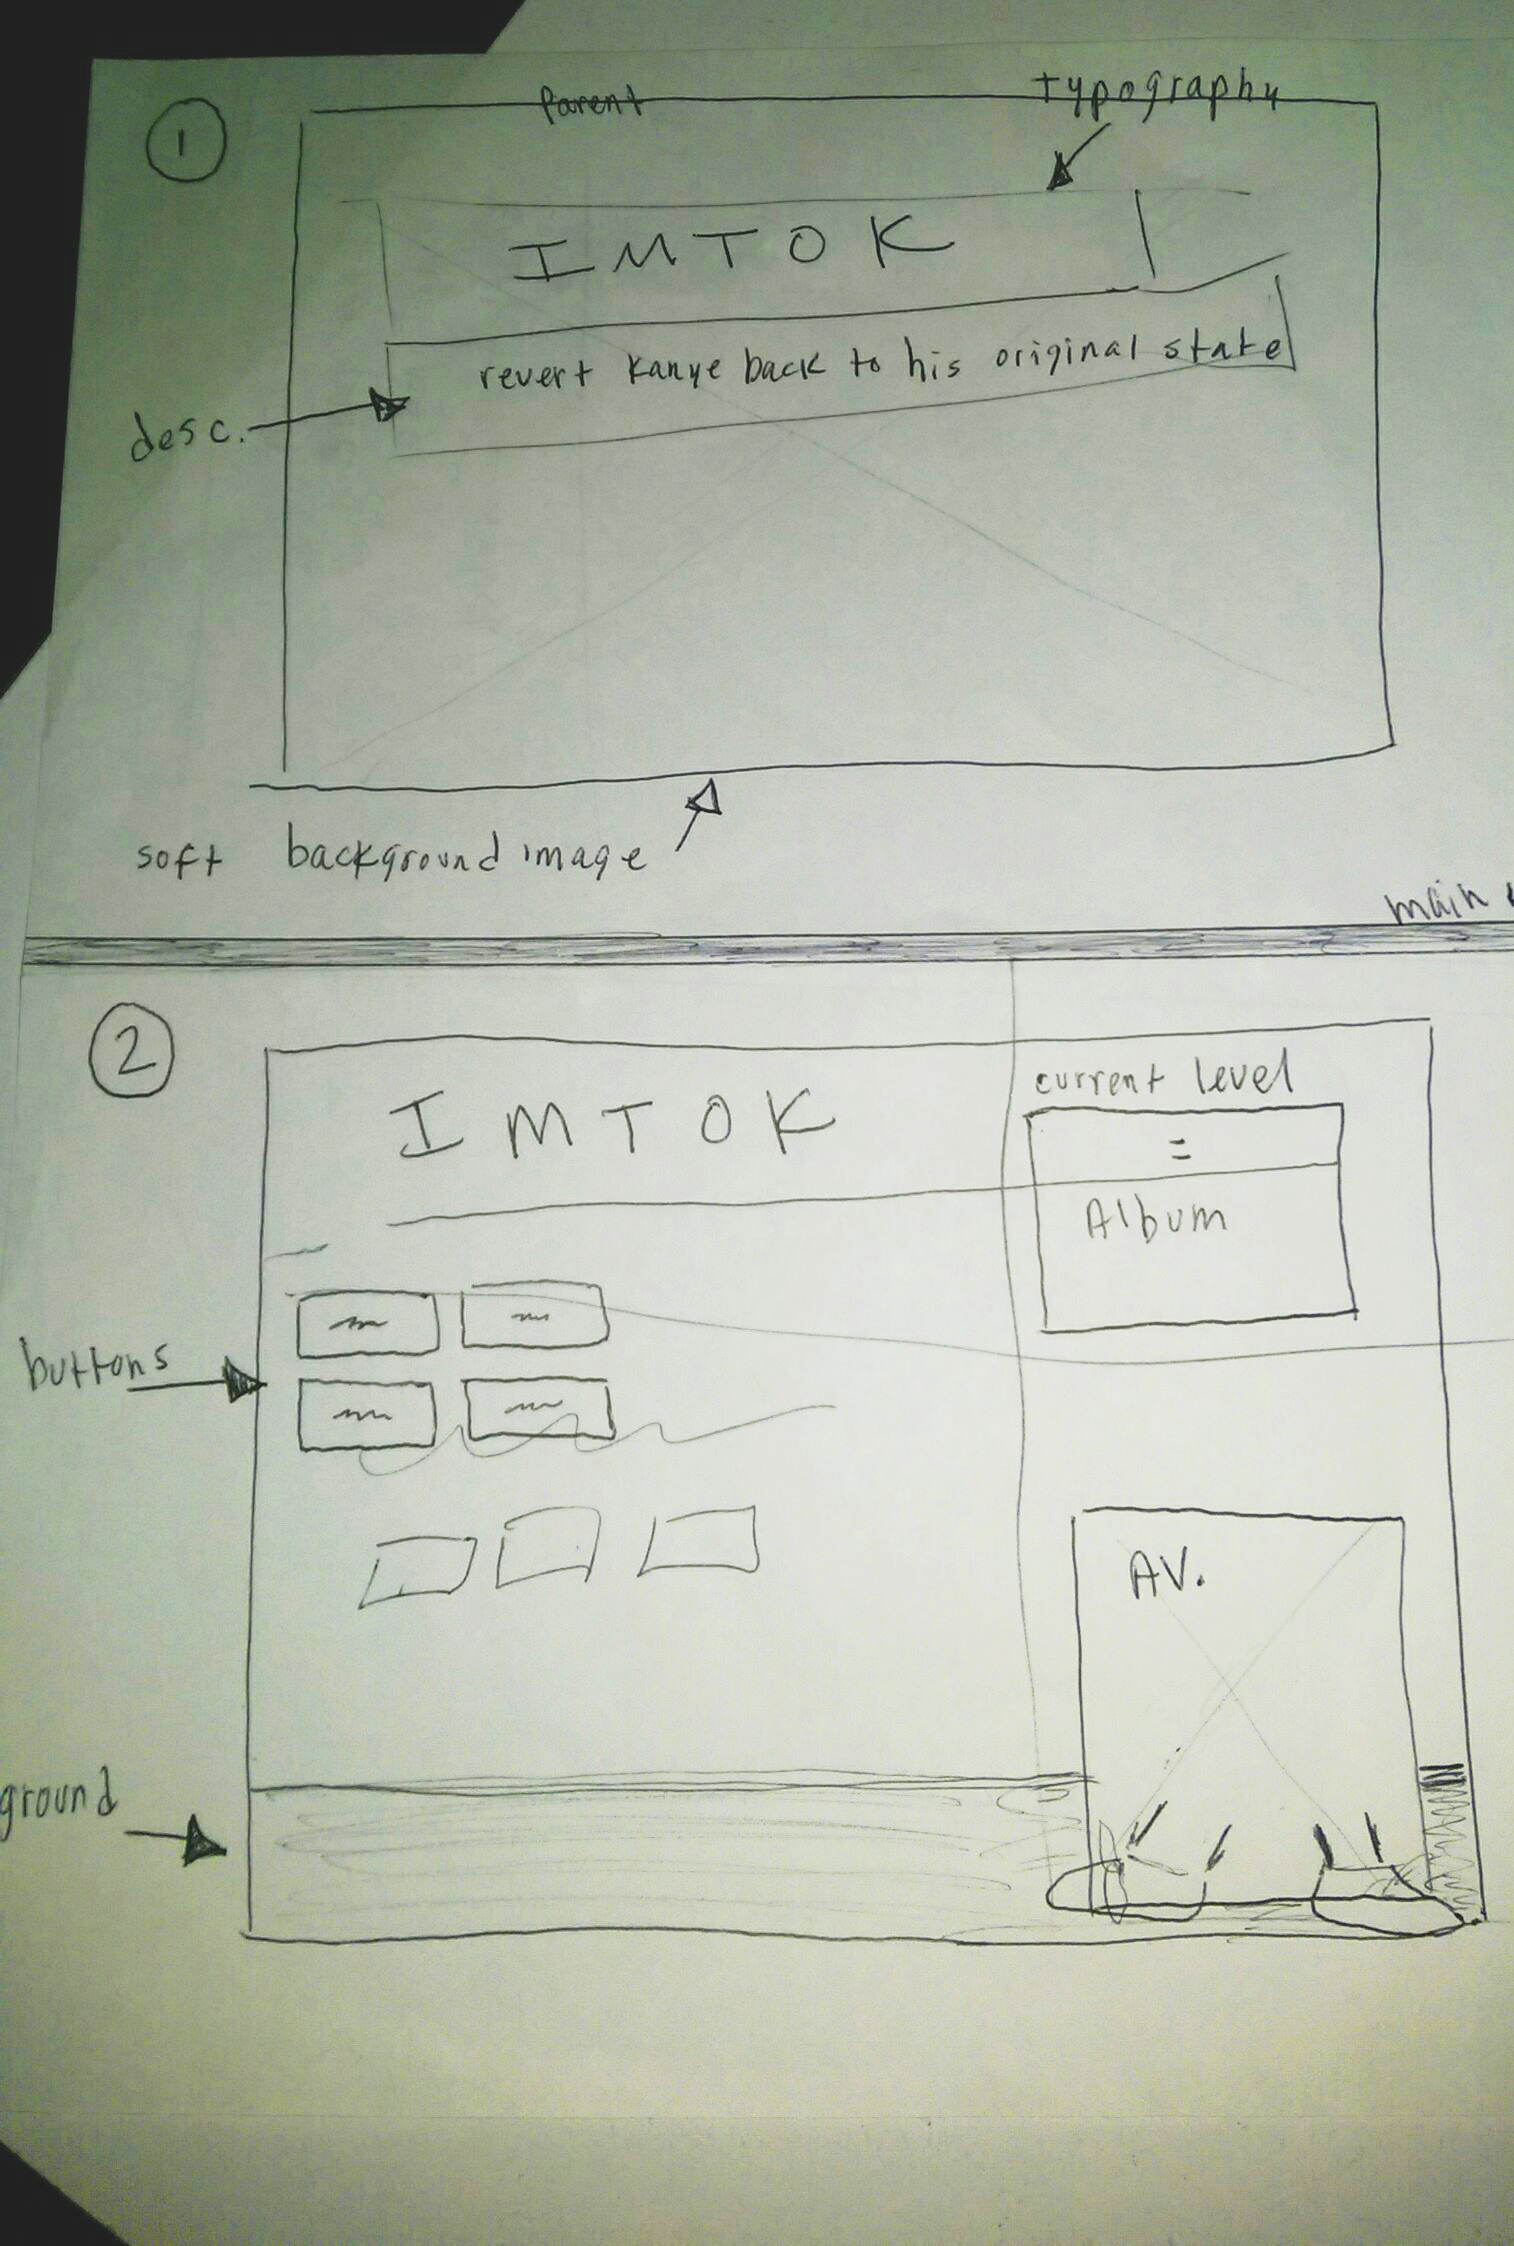 1
Parent
typography
IMTOK
revert Kanye back to his original state
desc.
soft background image
main
2
IMTOK
current level
=
Album
buttons
AV.
ground